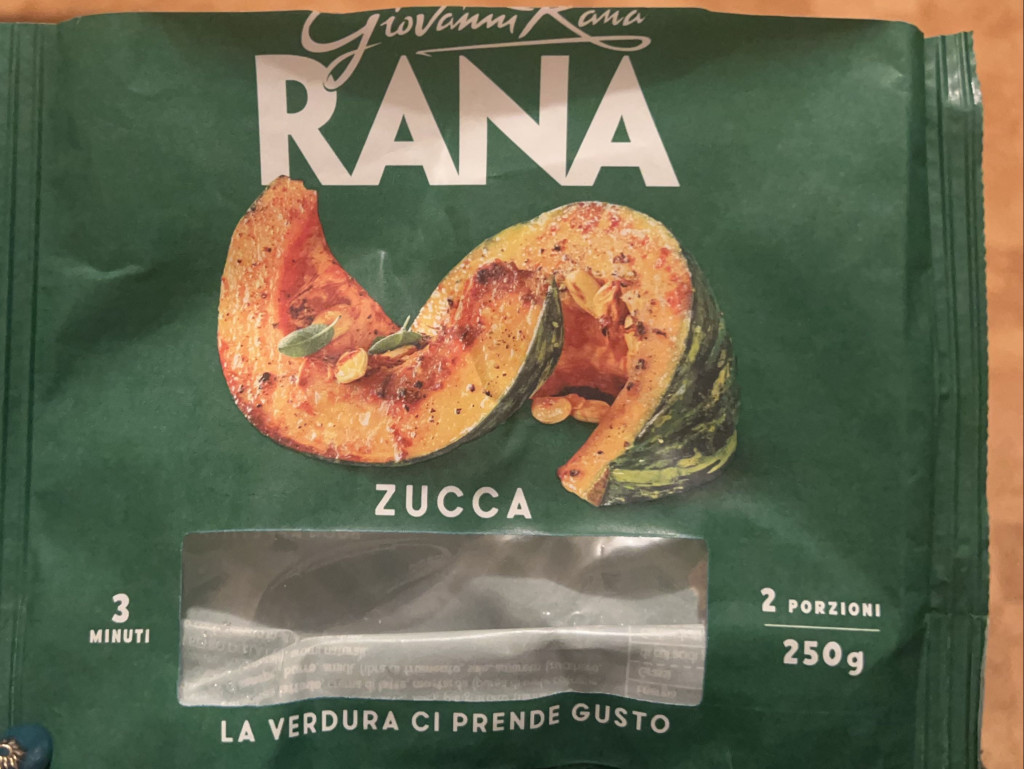 Giovanni Rana
RANA
ZUCCA
3
MINUTI
2 PORZIONI
250g
LA VERDURA CI PRENDE GUSTO